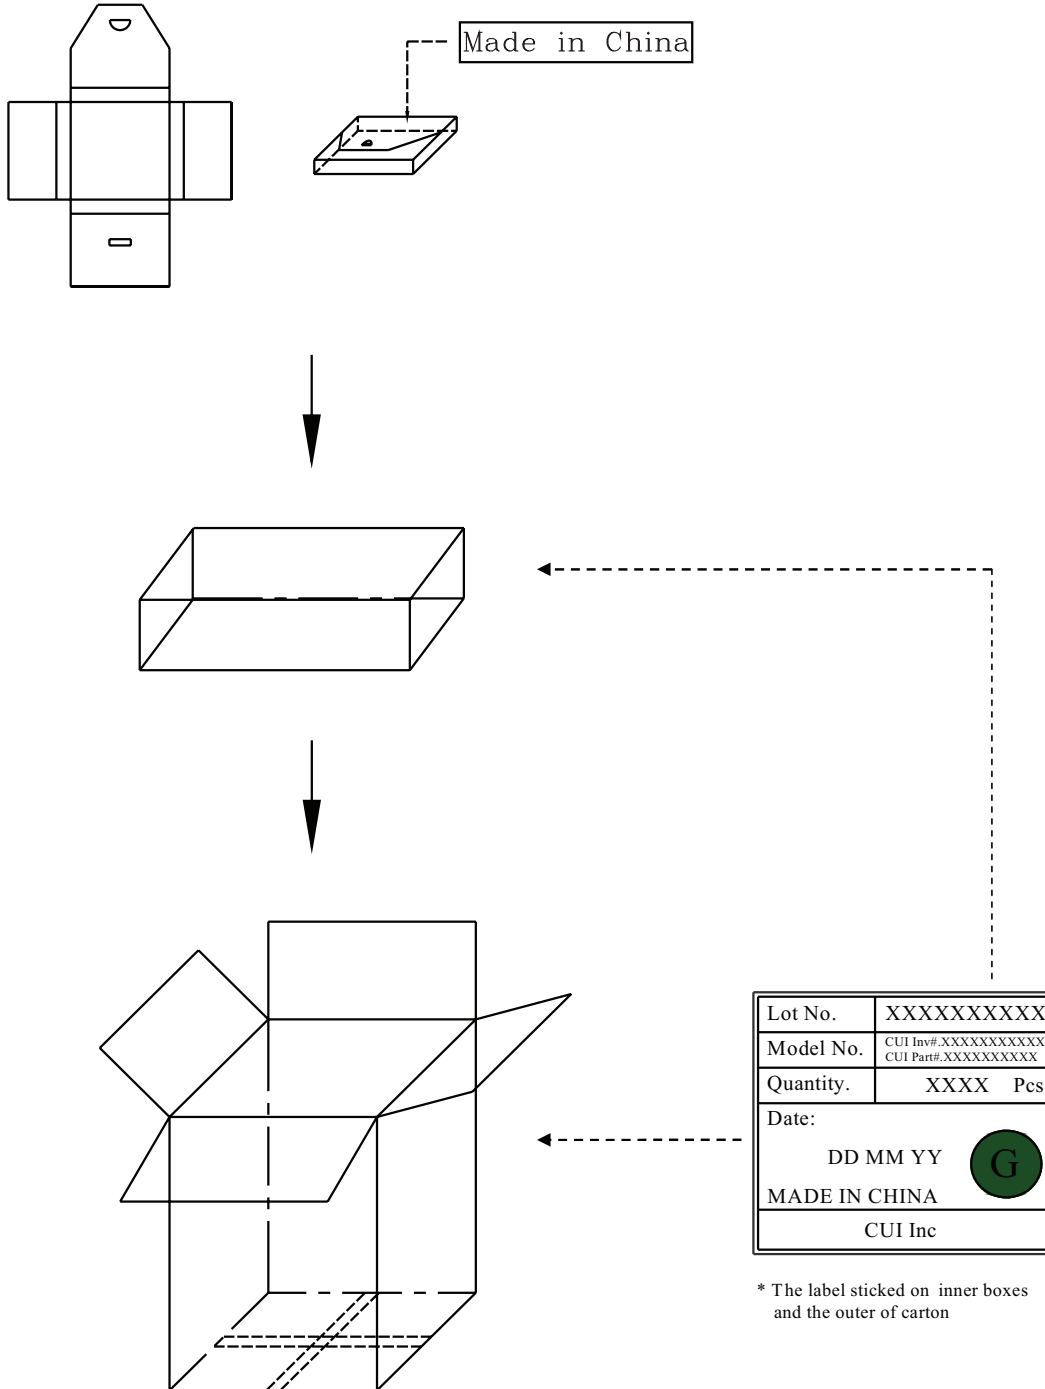 Made in China
Lot No. XXXXXXXXXX
Model No. CUI Inv#.XXXXXXXXXXX
CUI Part#.XXXXXXXXXX
Quantity. XXXX Pcs
Date:
DD MM YY
G
MADE IN CHINA
CUI Inc
* The label sticked on inner boxes
and the outer of carton